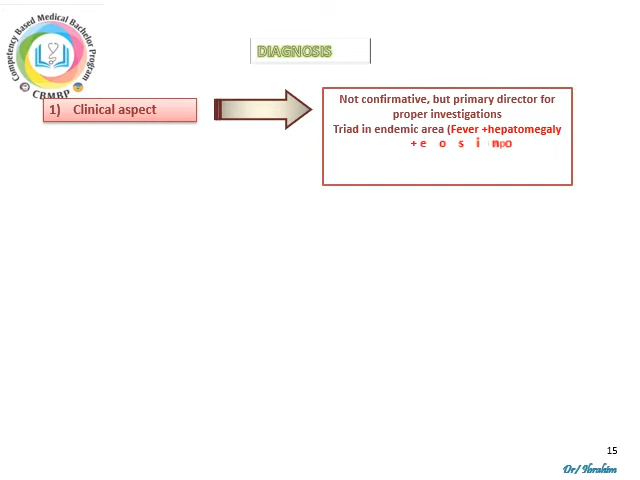 Competency Based Medical Bachelor Program
CBMBP
DIAGNOSIS
1) Clinical aspect
Not confirmative, but primary director for
proper investigations
Triad in endemic area (Fever +hepatomegaly
+ e o s i n
15
Dr/ Ibrahim